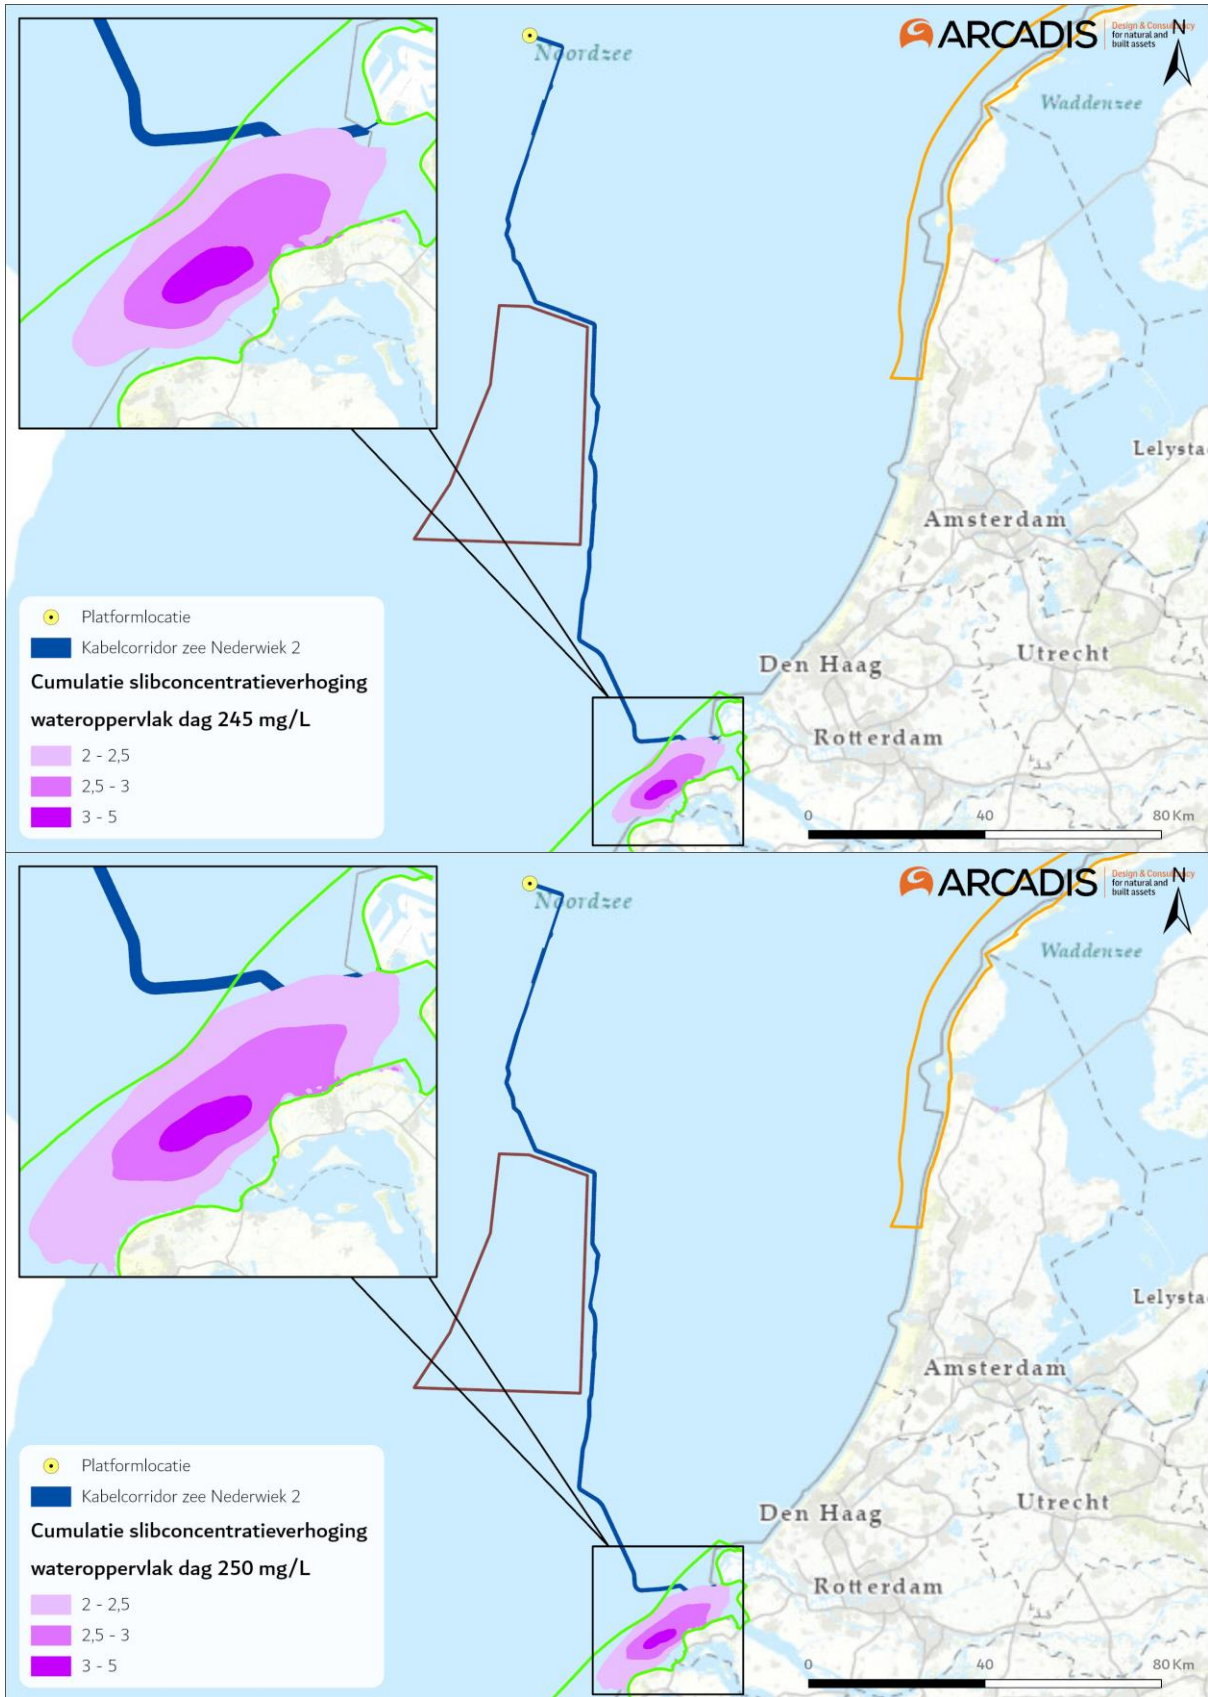 ARCADIS
Design & Consultancy
for natural and
built assets
N
Noordzee
Waddenzee
Lelysta
Amsterdam
Utrecht
Den Haag
Rotterdam
0 40 80 Km
Platformlocatie
Kabelcorridor zee Nederwiek 2
Cumulatie slibconcentratieverhoging
wateroppervlak dag 245 mg/L
2 - 2,5
2,5 - 3
3 - 5
ARCADIS
Design & Consultancy
for natural and
built assets
N
Noordzee
Waddenzee
Lelysta
Amsterdam
Utrecht
Den Haag
Rotterdam
0 40 80 Km
Platformlocatie
Kabelcorridor zee Nederwiek 2
Cumulatie slibconcentratieverhoging
wateroppervlak dag 250 mg/L
2 - 2,5
2,5 - 3
3 - 5